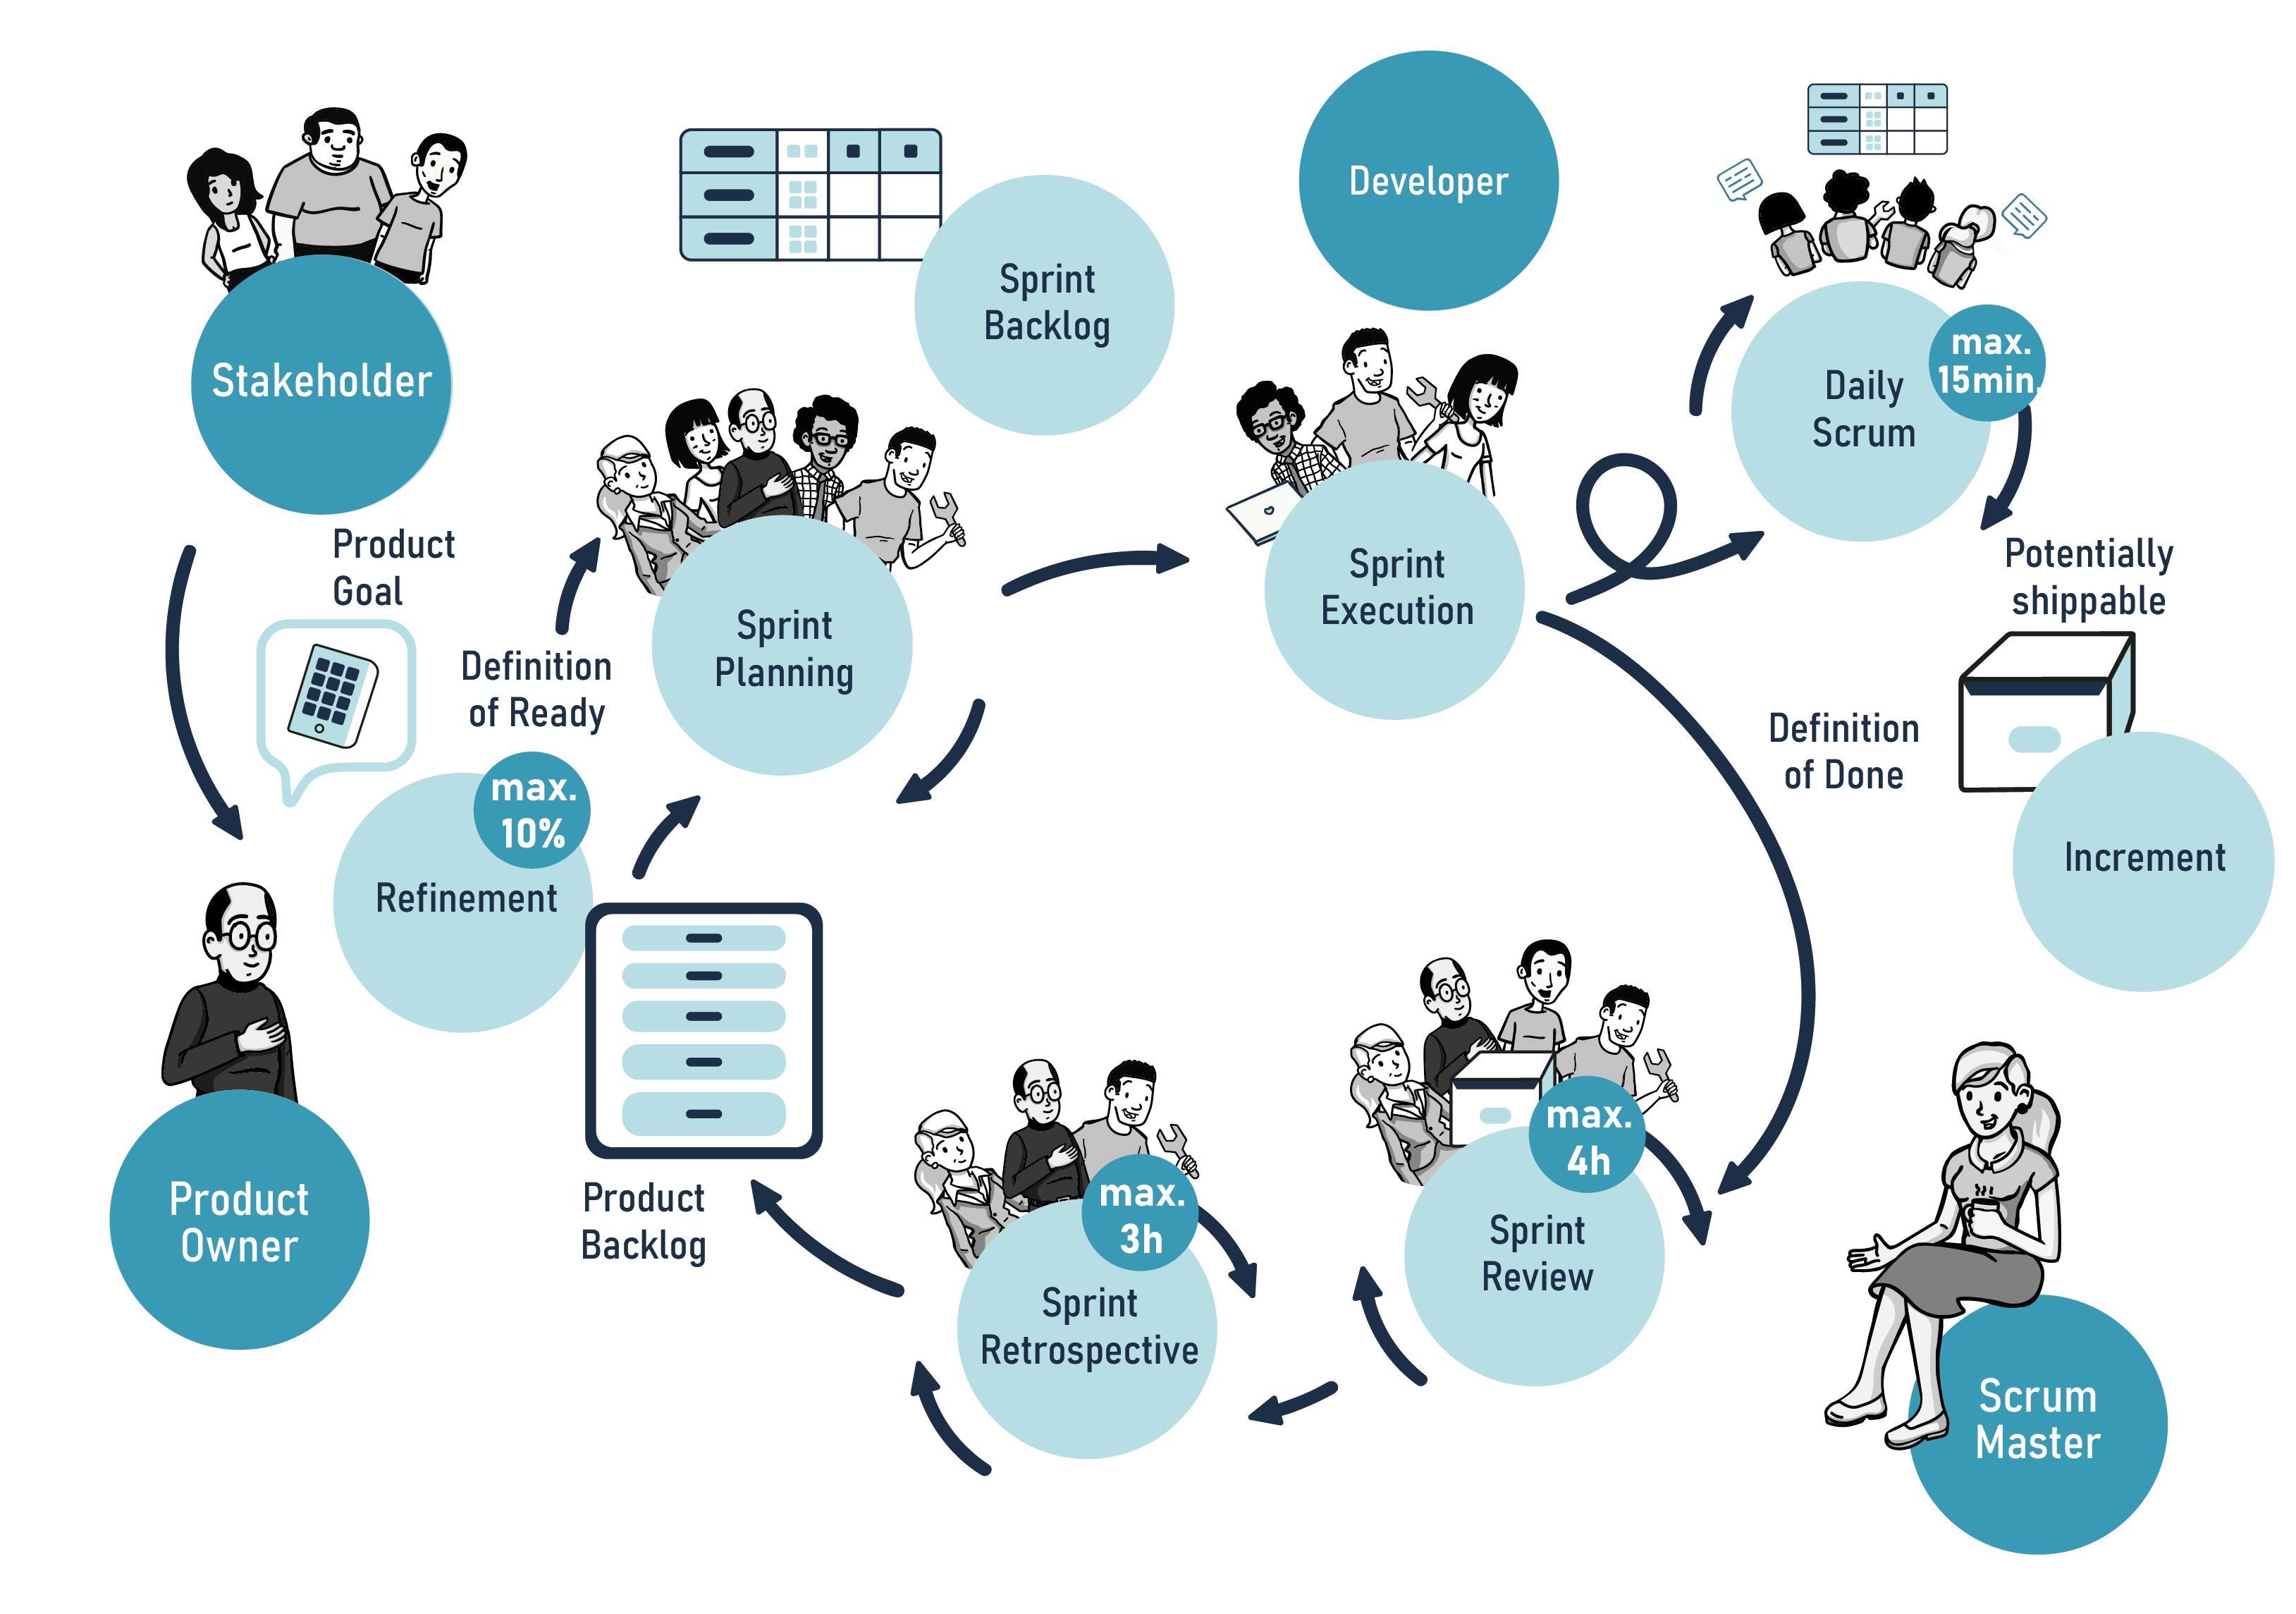 Stakeholder
Product
Goal
Definition
of Ready
max.
10%
Refinement
Product
Owner
Product
Backlog
Sprint
Backlog
Sprint
Planning
Developer
Sprint
Execution
Daily
Scrum
max.
15min.
Potentially
shippable
Definition
of Done
Increment
max.
4h
Sprint
Review
max.
3h
Sprint
Retrospective
Scrum
Master